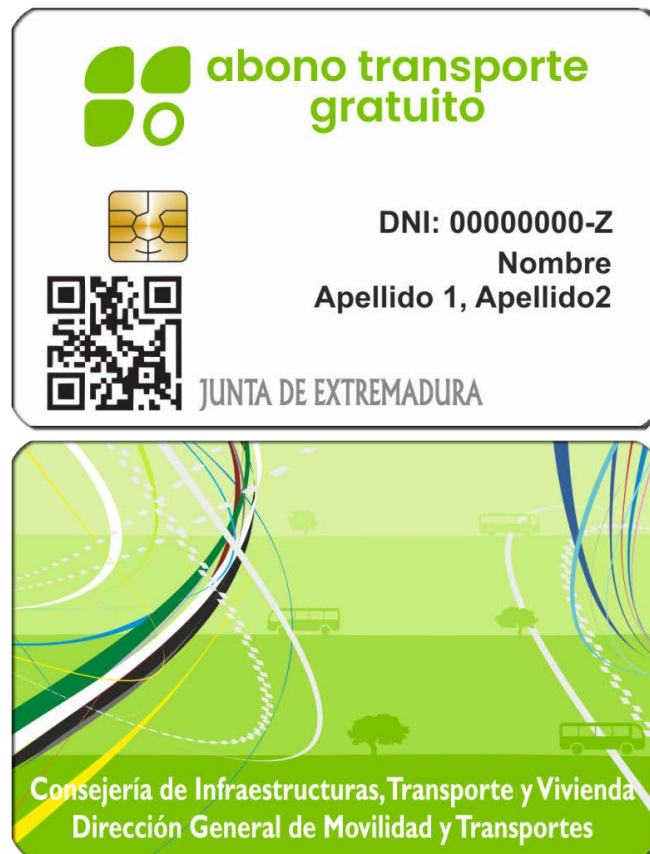 abono transporte
gratuito
DNI: 00000000-Z
Nombre
Apellido 1, Apellido2
JUNTA DE EXTREMADURA
Consejería de Infraestructuras, Transporte y Vivienda
Dirección General de Movilidad y Transportes